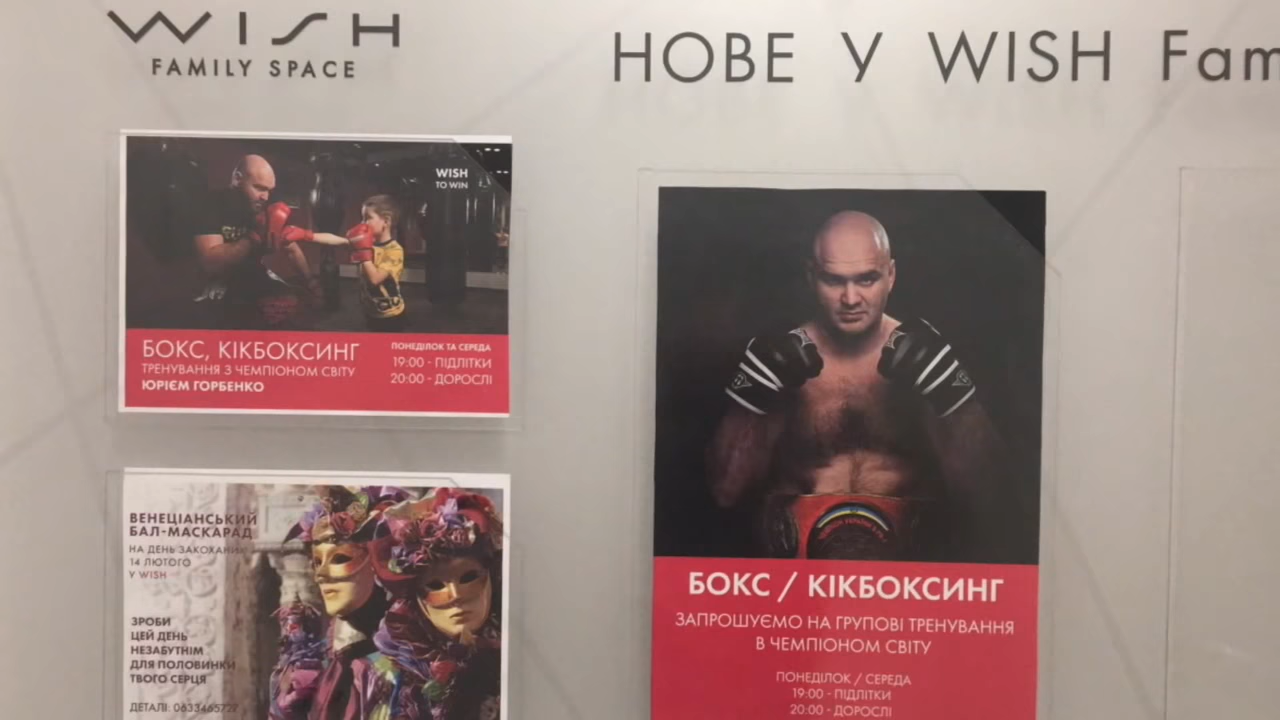 WISH
FAMILY SPACE
НОВЕ У WISH Fam
WISH
TO WIN
БОКС, КІКБОКСИНГ
ТРЕНУВАННЯ З ЧЕМПІОНОМ СВІТУ
ЮРІЄМ ГОРБЕНКО
ПОНЕДІЛОК ТА СЕРЕДА
19:00 - ПІДЛІТКИ
20:00 - ДОРОСЛІ
ВЕНЕЦІАНСЬКИЙ
БАЛ-МАСКАРАД
НА ДЕНЬ ЗАКОХАНИХ
14 ЛЮТОГО
У WISH
ЗРОБИ
ЦЕЙ ДЕНЬ
НЕЗАБУТНІМ
ДЛЯ ПОЛОВИНКИ
ТВОГО СЕРЦЯ
ДЕТАЛІ:
БОКС / КІКБОКСИНГ
ЗАПРОШУЄМО НА ГРУПОВІ ТРЕНУВАННЯ
В ЧЕМПІОНОМ СВІТУ
ПОНЕДІЛОК / СЕРЕДА
19:00 - ПІДЛІТКИ
20:00 - ДОРОСЛІ